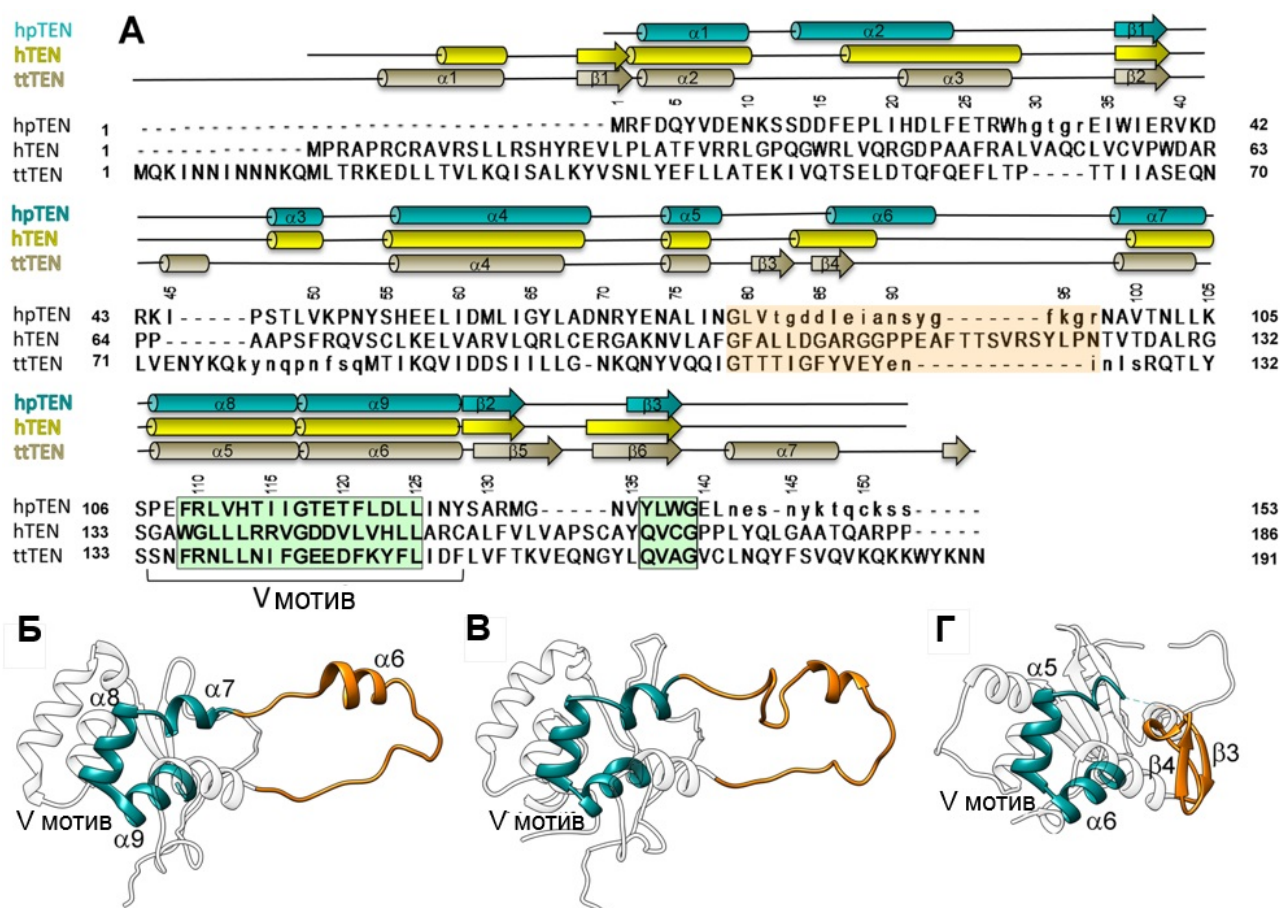 А
hpTEN α1 α2 β1
hTEN
ttTEN α1 β1 α2 α3 β2
1 5 10 15 20 25 30 35 40
hpTEN 1 - - - - - - - - - - - - - - - - - - - - - - - - - - - - - - - - MRFDQYVDENKSSDDFEPLIHDLFETRWhgtgrEIWIERVKD 42
hTEN 1 - - - - - - - - - - - - MPRAPRCRAVRSLLRSHYREVLPLATFVRRLGPQGWRLVQRGDPAAFRALVAQCLVCVPWDAR 63
ttTEN 1 MQKINNINNNKQMLTRKEDLLTVLKQISALKYVSNLYEFLLATEKIVQTSELDTQFQEFLTP----TTIIASEQN 70
hpTEN α3 α4 α5 α6 α7
hTEN
ttTEN α4 β3 β4
45 50 55 60 65 70 75 80 85 90 95 100 105
hpTEN 43 RKI-----PSTLVKPNYSHEELIDMLIGYLADNRYENALINGLVtgddIeiansyg--------fkgrNAVTNLLK 105
hTEN 64 PP------AAPSFRQVSCLKELVARVLQRLCERGAKNVLAFGFALLDGARGGPPEAFTTSVRSYLPNTVTDALRG 132
ttTEN 71 LVENYKQkynqpnfsqMTIKQVIDDSIILLG-NKQNYVQQIGTTTIGFYVEYen------------inIsRQTLY 132
hpTEN α8 α9 β2 β3
hTEN
ttTEN α5 α6 β5 β6 α7
110 115 120 125 130 135 140 145 150
hpTEN 106 SPEFRLVHTIIGTETFLDLLINYSARMG-----NVYLWGELnes-nyktqckss----- 153
hTEN 133 SGAWGLLLRRVGDDVLVHLLARCALFVLVAPSCAYQVCGPPLYQLGAATQARPP----- 186
ttTEN 133 SSNFRNLLNIFGEEDFKYFLIDFLVFTKVEQNGYLQVAGVCLNQYFSVQVKQKKWYKNN 191
V мотив
Б α6 α7 α8 V мотив α9
В V мотив
Г α5 β3 β4 V мотив α6